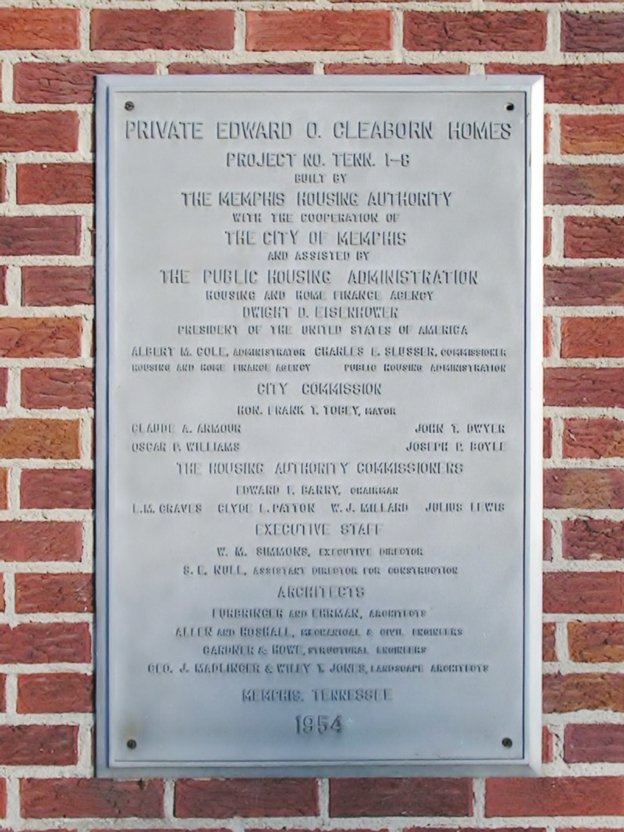 PRIVATE EDWARD O. CLEABORN HOMES
PROJECT NO. TENN. 1-8
BUILT BY
THE MEMPHIS HOUSING AUTHORITY
WITH THE COOPERATION OF
THE CITY OF MEMPHIS
AND ASSISTED BY
THE PUBLIC HOUSING ADMINISTRATION
HOUSING AND HOME FINANCE AGENCY
DWIGHT D. EISENHOWER
PRESIDENT OF THE UNITED STATES OF AMERICA
ALBERT M. COLE, ADMINISTRATOR CHARLES E. SLUSSER, COMMISSIONER
HOUSING AND HOME FINANCE AGENCY PUBLIC HOUSING ADMINISTRATION
CITY COMMISSION
HON. FRANK T. TOBEY, MAYOR
CLAUDE A. ARMOUR JOHN T. DWYER
OSCAR P. WILLIAMS JOSEPH P. BOYLE
THE HOUSING AUTHORITY COMMISSIONERS
EDWARD F. BARRY, CHAIRMAN
L.M. GRAVES CLYDE L. PATTON W. J. MILLARD JULIUS LEWIS
EXECUTIVE STAFF
W. M. SIMMONS, EXECUTIVE DIRECTOR
S. E. NULL, ASSISTANT DIRECTOR FOR CONSTRUCTION
ARCHITECTS
FURBRINGER AND EHRMAN, ARCHITECTS
ALLEN AND HOSHALL, MECHANICAL & CIVIL ENGINEERS
GARDNER & HOWE, STRUCTURAL ENGINEERS
GEO. J. MADLINGER & WILEY T. JONES, LANDSCAPE ARCHITECTS
MEMPHIS, TENNESSEE
1954